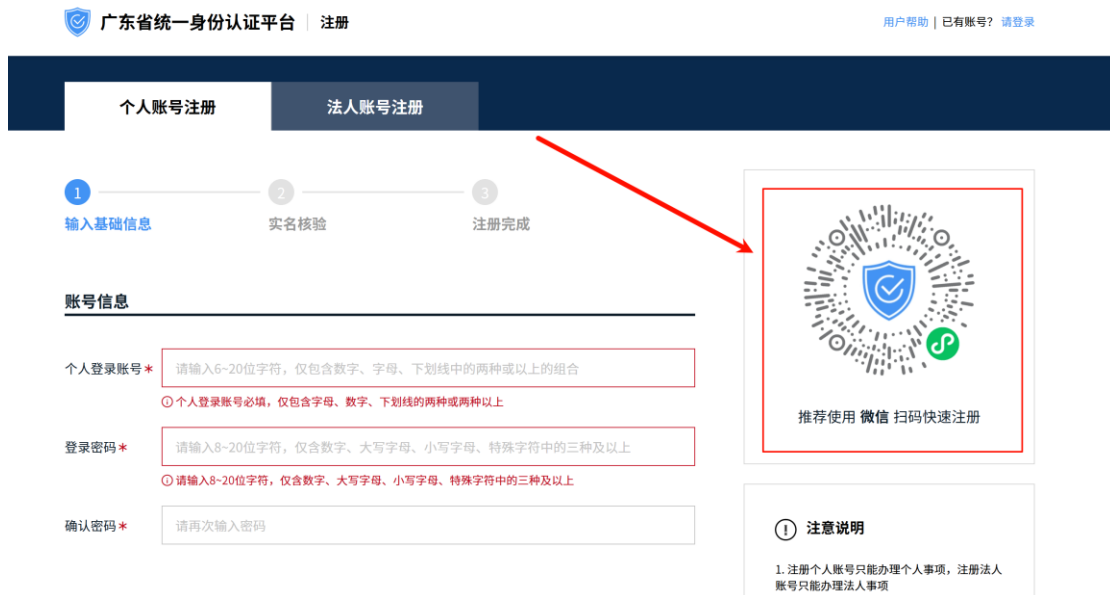 广东省统一身份认证平台 注册
用户帮助 | 已有账号? 请登录
个人账号注册 法人账号注册
1 2 3
输入基础信息 实名核验 注册完成
账号信息
个人登录账号* 请输入6~20位字符，仅包含数字、字母、下划线中的两种或以上的组合
个人登录账号必填，仅包含字母、数字、下划线的两种或两种以上
登录密码* 请输入8~20位字符，仅含数字、大写字母、小写字母、特殊字符中的三种及以上
请输入8~20位字符，仅含数字、大写字母、小写字母、特殊字符中的三种及以上
确认密码* 请再次输入密码
推荐使用 微信 扫码快速注册
注意说明
1. 注册个人账号只能办理个人事项，注册法人
账号只能办理法人事项